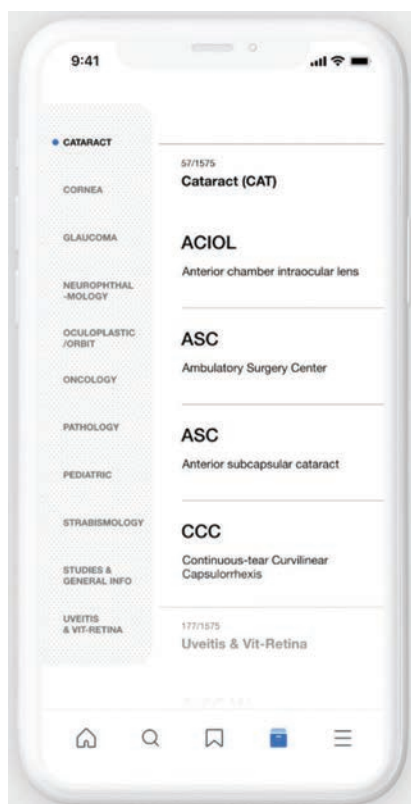 9:41
CATARACT
CORNEA
GLAUCOMA
NEUROPHTHAL
-MOLOGY
OCULOPLASTIC
/ORBIT
ONCOLOGY
PATHOLOGY
PEDIATRIC
STRABISMOLOGY
STUDIES &
GENERAL INFO
UVEITIS
& VIT-RETINA
57/1575
Cataract (CAT)
ACIOL
Anterior chamber intraocular lens
ASC
Ambulatory Surgery Center
ASC
Anterior subcapsular cataract
CCC
Continuous-tear Curvilinear
Capsulorrhexis
177/1575
Uveitis & Vit-Retina